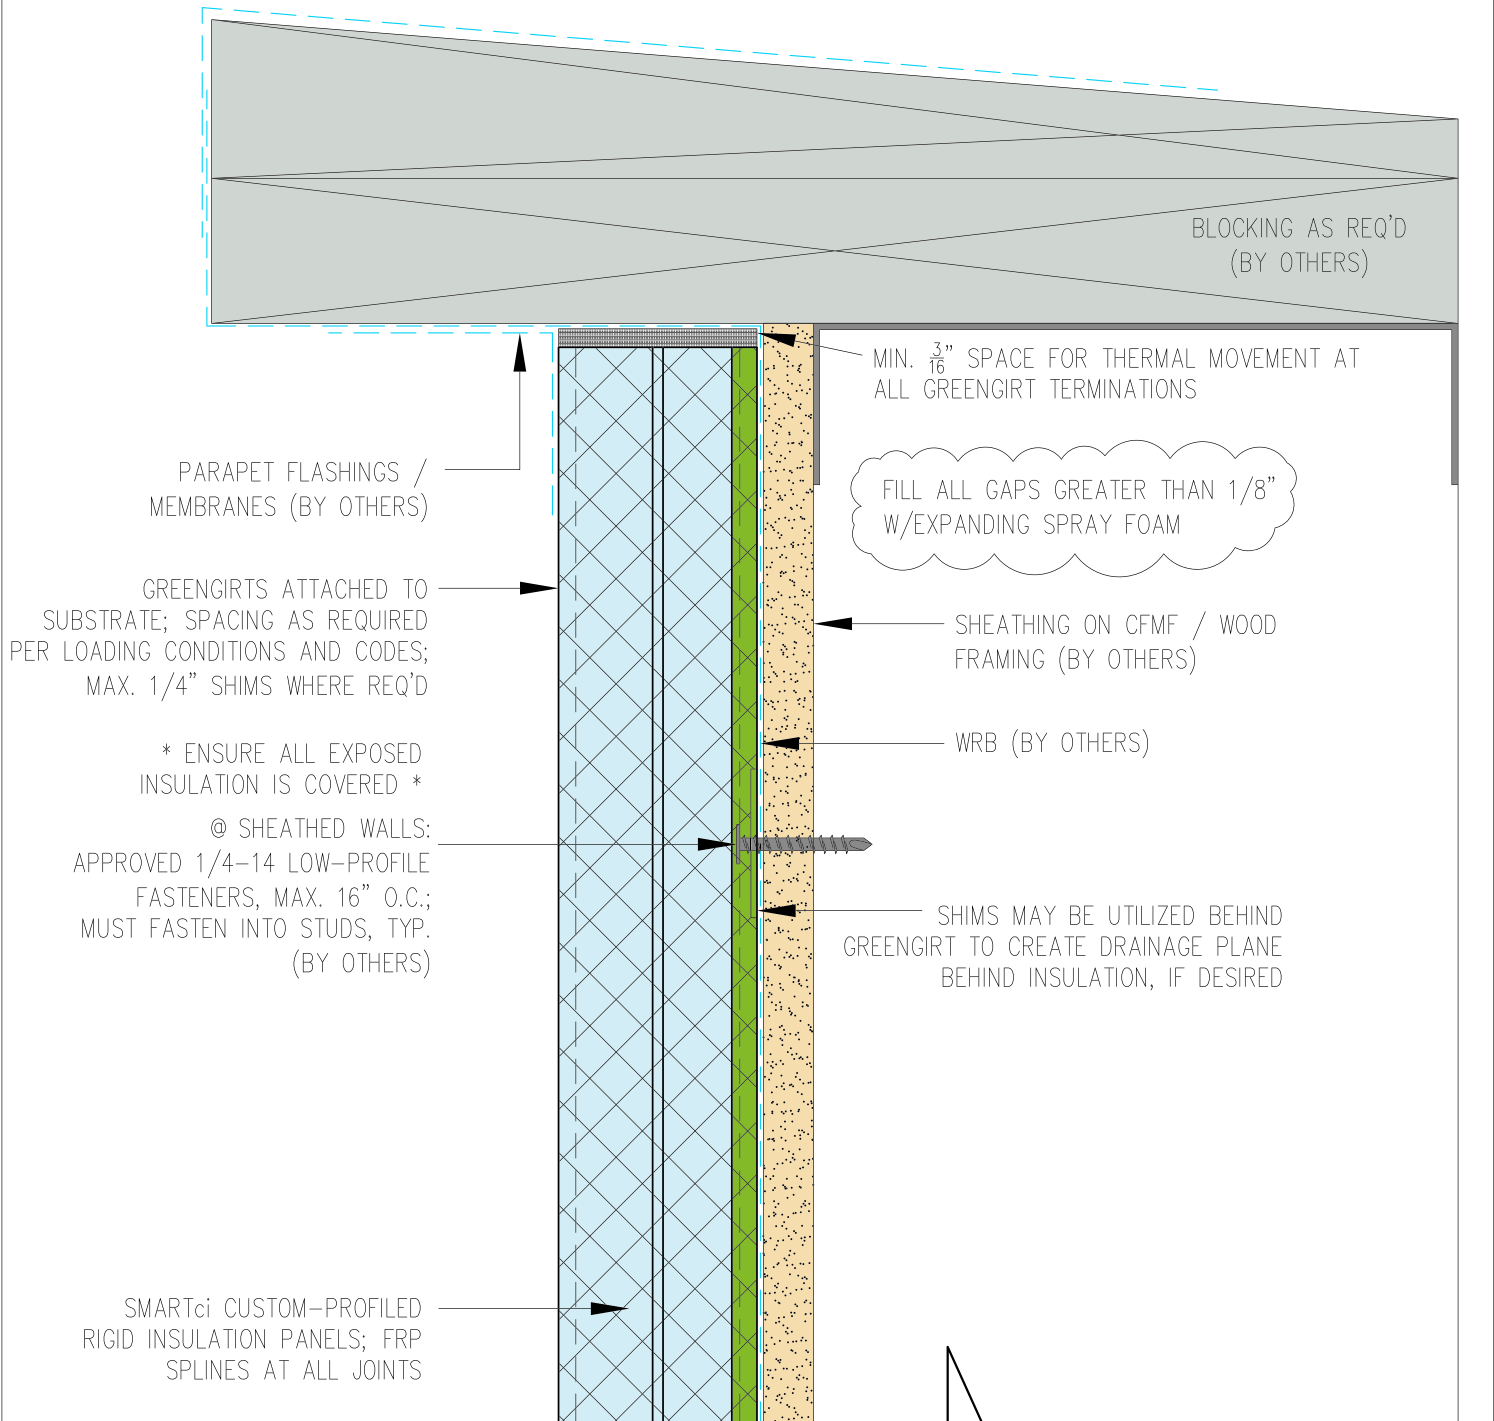 BLOCKING AS REQ'D
(BY OTHERS)
MIN. 3/16" SPACE FOR THERMAL MOVEMENT AT
ALL GREENGIRT TERMINATIONS
PARAPET FLASHINGS /
MEMBRANES (BY OTHERS)
FILL ALL GAPS GREATER THAN 1/8"
W/EXPANDING SPRAY FOAM
GREENGIRTS ATTACHED TO
SUBSTRATE; SPACING AS REQUIRED
PER LOADING CONDITIONS AND CODES;
MAX. 1/4" SHIMS WHERE REQ'D
SHEATHING ON CFMF / WOOD
FRAMING (BY OTHERS)
WRB (BY OTHERS)
* ENSURE ALL EXPOSED
INSULATION IS COVERED *
@ SHEATHED WALLS:
APPROVED 1/4-14 LOW-PROFILE
FASTENERS, MAX. 16" O.C.;
MUST FASTEN INTO STUDS, TYP.
(BY OTHERS)
SHIMS MAY BE UTILIZED BEHIND
GREENGIRT TO CREATE DRAINAGE PLANE
BEHIND INSULATION, IF DESIRED
SMARTci CUSTOM-PROFILED
RIGID INSULATION PANELS; FRP
SPLINES AT ALL JOINTS